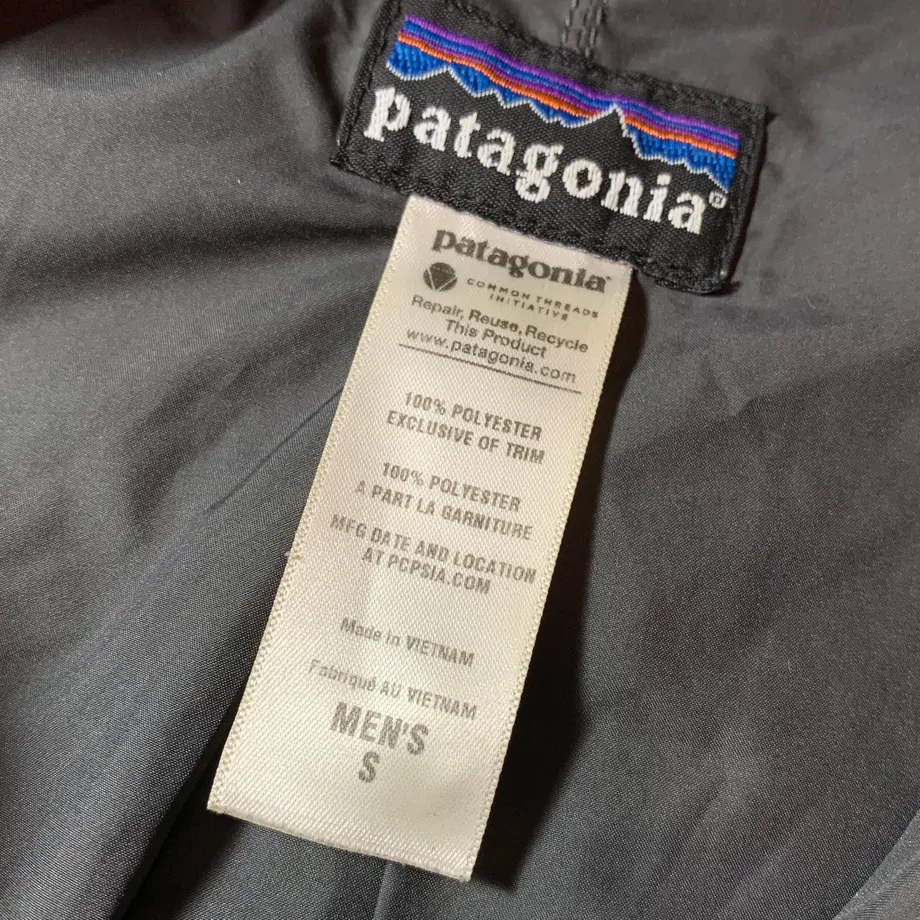 patagonia®
patagonia®
COMMON THREADS
INITIATIVE
Repair, Reuse, Recycle
This Product
www.patagonia.com
100% POLYESTER
EXCLUSIVE OF TRIM
100% POLYESTER
A PART LA GARNITURE
MFG DATE AND LOCATION
AT PCPSIA.COM
Made in VIETNAM
Fabriqué AU VIETNAM
MEN'S
S